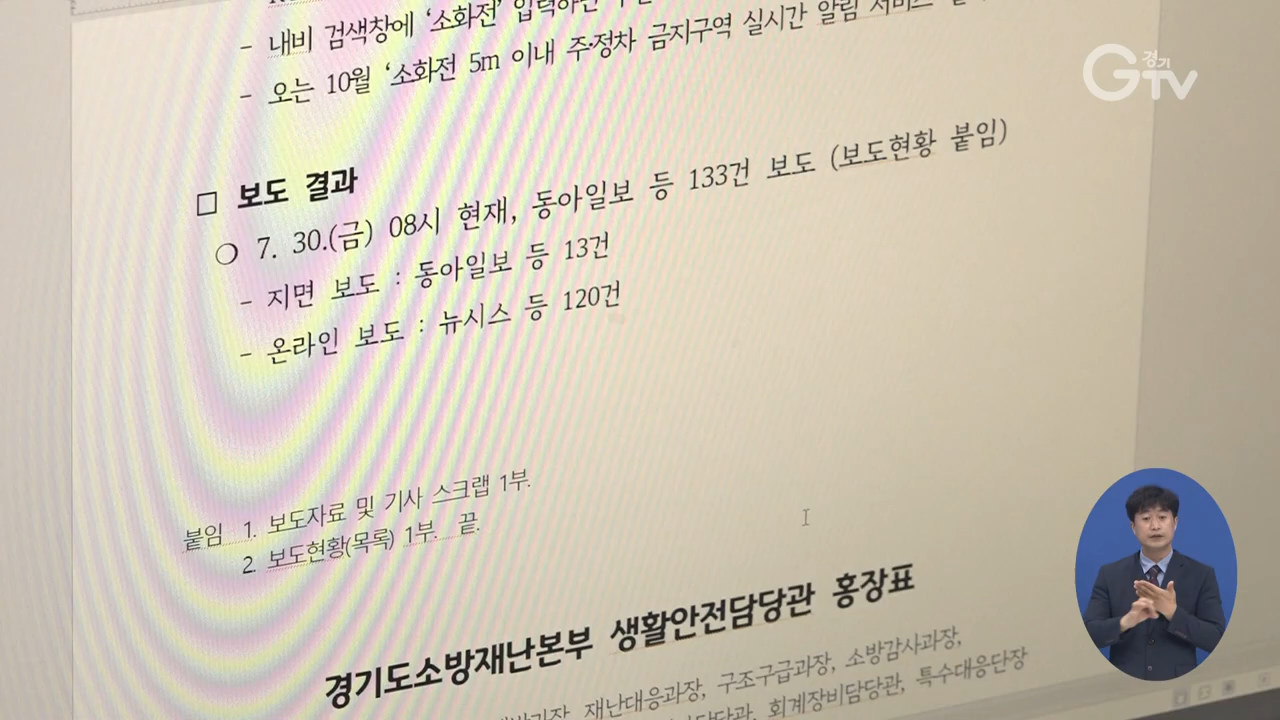 - 내비 검색창에 '소화전' 입력하면
- 오는 10월 '소화전 5m 이내 주·정차 금지구역 실시간 알림 서비스
□ 보도 결과
○ 7. 30.(금) 08시 현재, 동아일보 등 133건 보도 (보도현황 붙임)
- 지면 보도 : 동아일보 등 13건
- 온라인 보도 : 뉴시스 등 120건
붙임 1. 보도자료 및 기사 스크랩 1부.
2. 보도현황(목록) 1부. 끝.
경기도소방재난본부 생활안전담당관 홍장표
재난대응과장, 구조구급과장, 소방감사과장,
회계장비담당관, 특수대응단장
경기
GTV